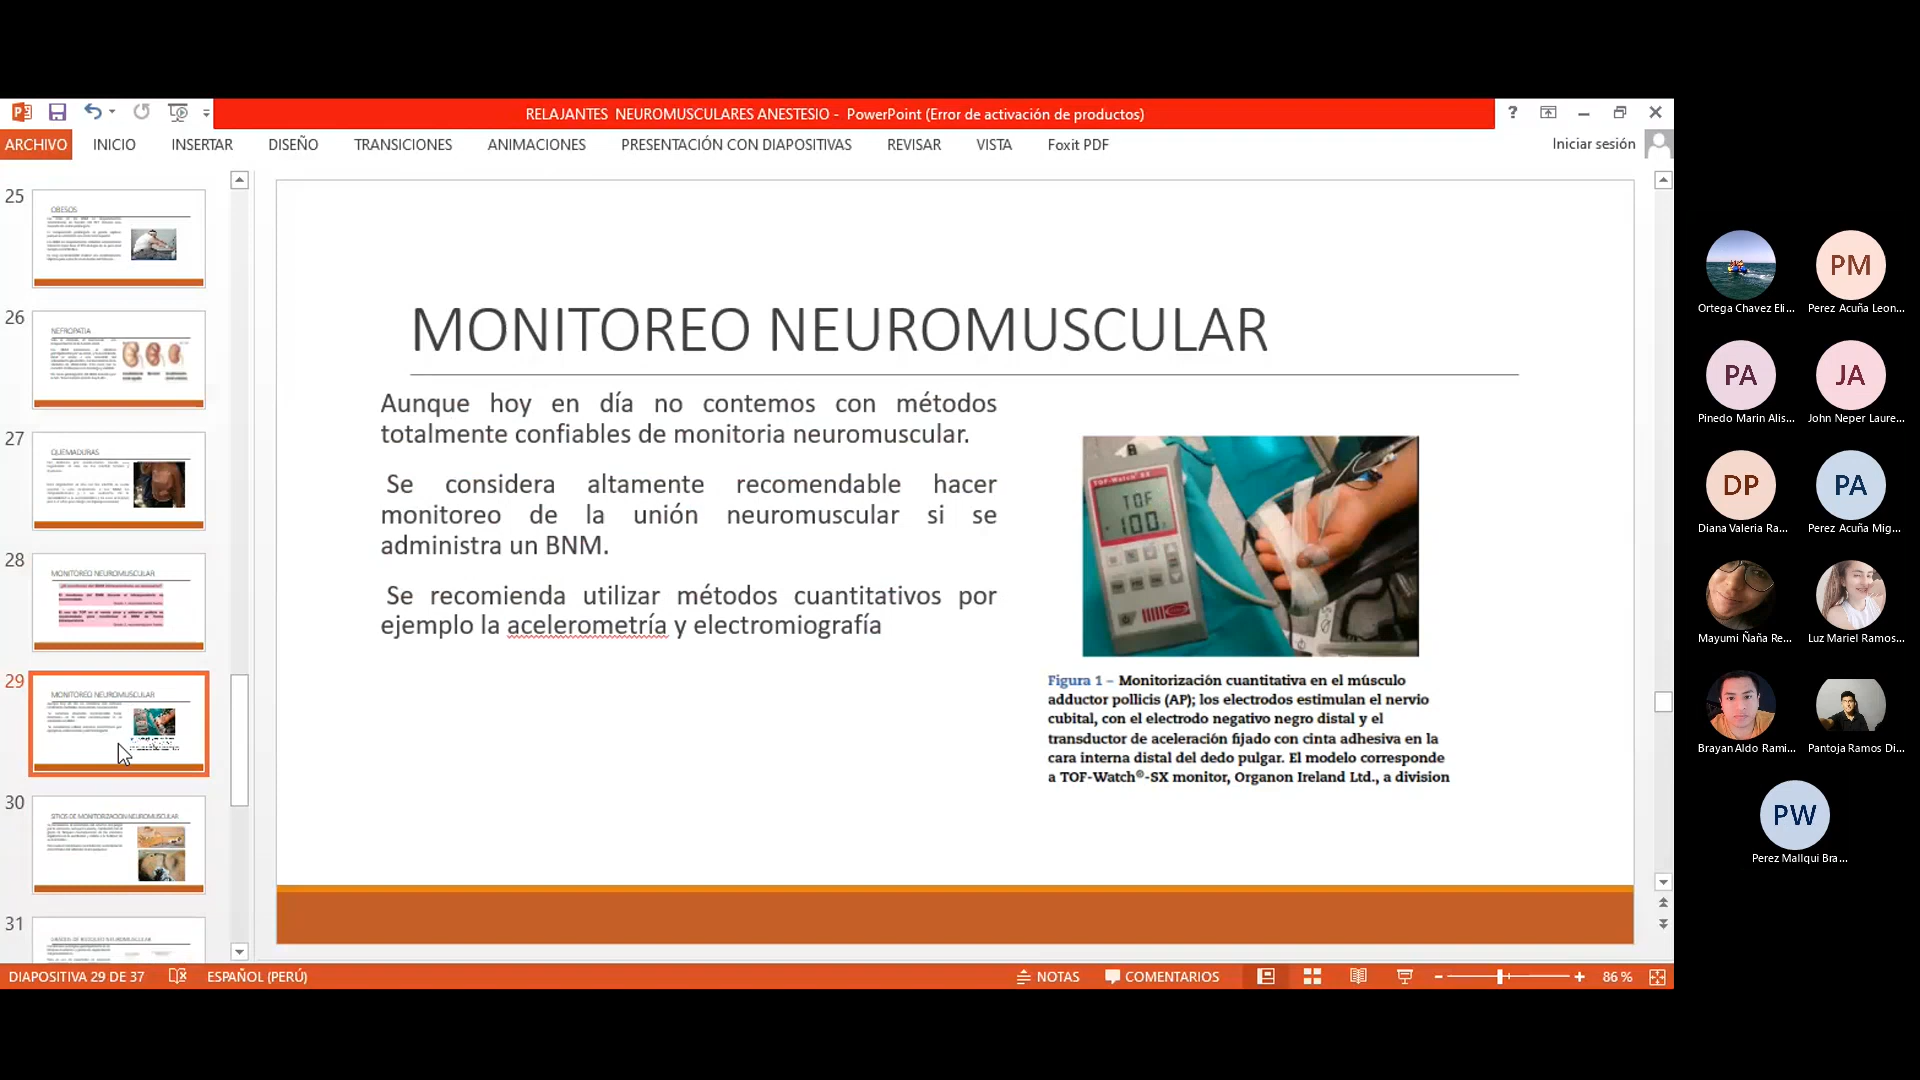 RELAJANTES NEUROMUSCULARES ANESTESIO - PowerPoint (Error de activación de productos)
ARCHIVO INICIO INSERTAR DISEÑO TRANSICIONES ANIMACIONES PRESENTACIÓN CON DIAPOSITIVAS REVISAR VISTA Foxit PDF Iniciar sesión
25
OBESOS
26
NEFROPATIA
27
QUEMADURAS
28
MONITOREO NEUROMUSCULAR
29
MONITOREO NEUROMUSCULAR
30
SITIOS DE MONITORIZACION NEUROMUSCULAR
31
MONITOREO NEUROMUSCULAR
Aunque hoy en día no contemos con métodos
totalmente confiables de monitoria neuromuscular.
Se considera altamente recomendable hacer
monitoreo de la unión neuromuscular si se
administra un BNM.
Se recomienda utilizar métodos cuantitativos por
ejemplo la acelerometría y electromiografía
TOF-Watch SX
TOF
100
Figura 1 – Monitorización cuantitativa en el músculo
adductor pollicis (AP); los electrodos estimulan el nervio
cubital, con el electrodo negativo negro distal y el
transductor de aceleración fijado con cinta adhesiva en la
cara interna distal del dedo pulgar. El modelo corresponde
a TOF-Watch®-SX monitor, Organon Ireland Ltd., a division
DIAPOSITIVA 29 DE 37 ESPAÑOL (PERÚ) NOTAS COMENTARIOS 86 %
Ortega Chavez Eli...
PM
Perez Acuña Leon...
PA
Pinedo Marin Alis...
JA
John Neper Laure...
DP
Diana Valeria Ra...
PA
Perez Acuña Mig...
Mayumi Ñaña Re...
Luz Mariel Ramos...
Brayan Aldo Rami...
Pantoja Ramos Di...
PW
Perez Mallqui Bra...